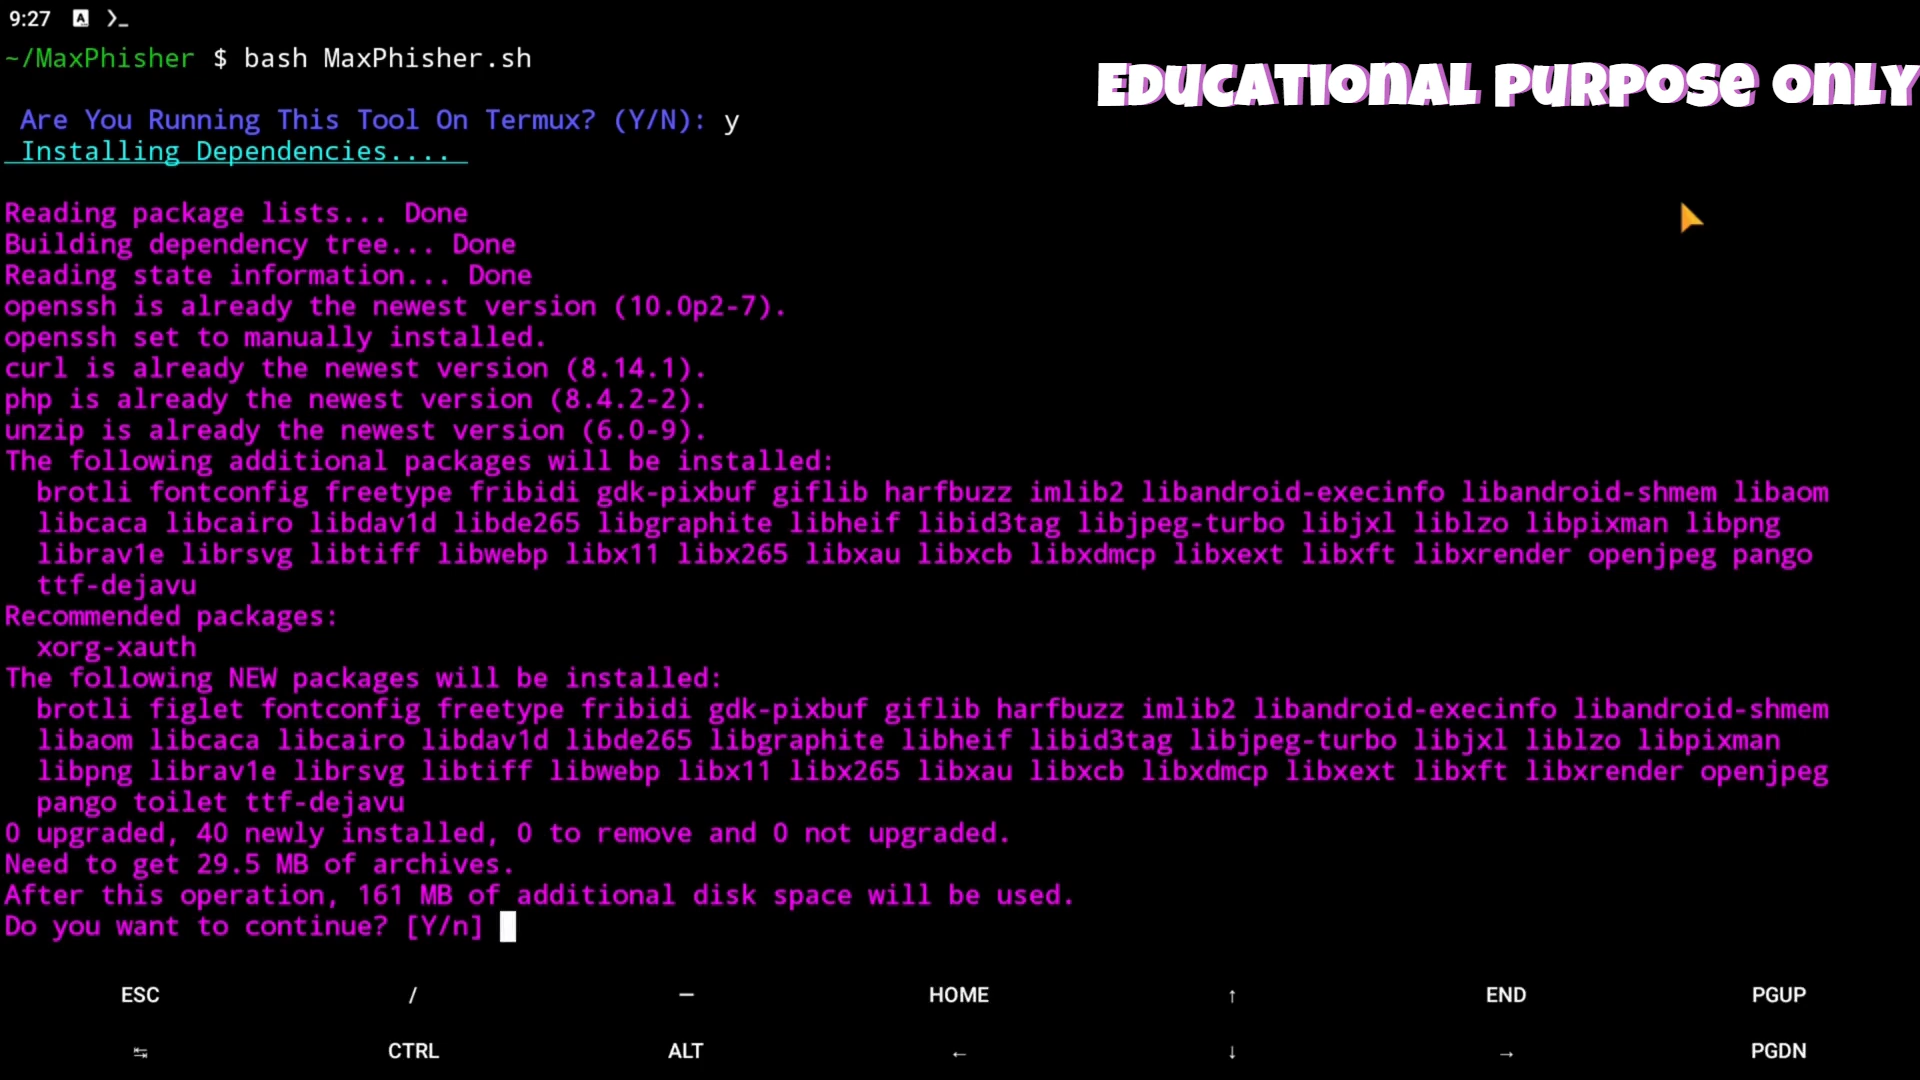 9:27 A >_
~/MaxPhisher $ bash MaxPhisher.sh
EDUCATIONAL PURPOSE ONLY
Are You Running This Tool On Termux? (Y/N): y
Installing Dependencies....
Reading package lists... Done
Building dependency tree... Done
Reading state information... Done
openssh is already the newest version (10.0p2-7).
openssh set to manually installed.
curl is already the newest version (8.14.1).
php is already the newest version (8.4.2-2).
unzip is already the newest version (6.0-9).
The following additional packages will be installed:
brotli fontconfig freetype fribidi gdk-pixbuf giflib harfbuzz imlib2 libandroid-execinfo libandroid-shmem libaom
libcaca libcairo libdav1d libde265 libgraphite libheif libid3tag libjpeg-turbo libjxl liblzo libpixman libpng
librav1e librsvg libtiff libwebp libx11 libx265 libxau libxcb libxdmcp libxext libxft libxrender openjpeg pango
ttf-dejavu
Recommended packages:
xorg-xauth
The following NEW packages will be installed:
brotli figlet fontconfig freetype fribidi gdk-pixbuf giflib harfbuzz imlib2 libandroid-execinfo libandroid-shmem
libaom libcaca libcairo libdav1d libde265 libgraphite libheif libid3tag libjpeg-turbo libjxl liblzo libpixman
libpng librav1e librsvg libtiff libwebp libx11 libx265 libxau libxcb libxdmcp libxext libxft libxrender openjpeg
pango toilet ttf-dejavu
0 upgraded, 40 newly installed, 0 to remove and 0 not upgraded.
Need to get 29.5 MB of archives.
After this operation, 161 MB of additional disk space will be used.
Do you want to continue? [Y/n]
ESC / — HOME ↑ END PGUP
↹ CTRL ALT ← ↓ → PGDN